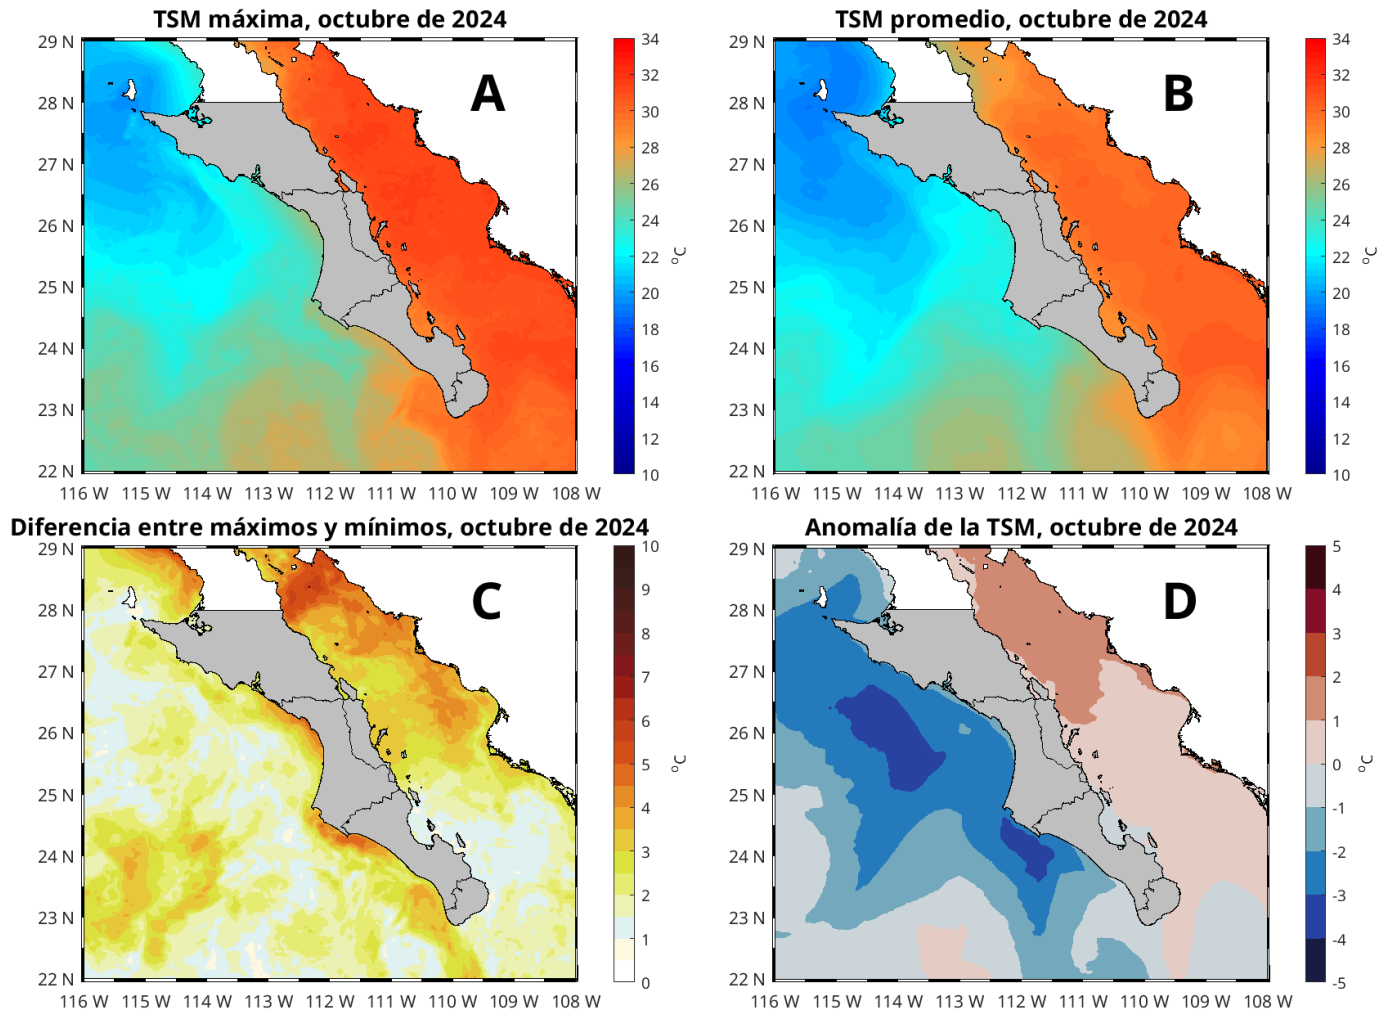 TSM máxima, octubre de 2024
A
29 N
28 N
27 N
26 N
25 N
24 N
23 N
22 N
116 W 115 W 114 W 113 W 112 W 111 W 110 W 109 W 108 W
34
32
30
28
26
24
22
20
18
16
14
12
10
°C
TSM promedio, octubre de 2024
B
29 N
28 N
27 N
26 N
25 N
24 N
23 N
22 N
116 W 115 W 114 W 113 W 112 W 111 W 110 W 109 W 108 W
34
32
30
28
26
24
22
20
18
16
14
12
10
°C
Diferencia entre máximos y mínimos, octubre de 2024
C
29 N
28 N
27 N
26 N
25 N
24 N
23 N
22 N
116 W 115 W 114 W 113 W 112 W 111 W 110 W 109 W 108 W
10
9
8
7
6
5
4
3
2
1
0
°C
Anomalía de la TSM, octubre de 2024
D
29 N
28 N
27 N
26 N
25 N
24 N
23 N
22 N
116 W 115 W 114 W 113 W 112 W 111 W 110 W 109 W 108 W
5
4
3
2
1
0
-1
-2
-3
-4
-5
°C